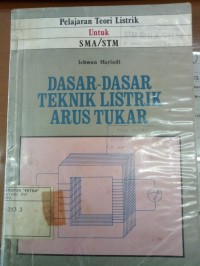 Pelajaran Teori Listrik
Untuk
SMA/STM
DASAR-DASAR
TEKNIK LISTRIK
ARUS TUKAR